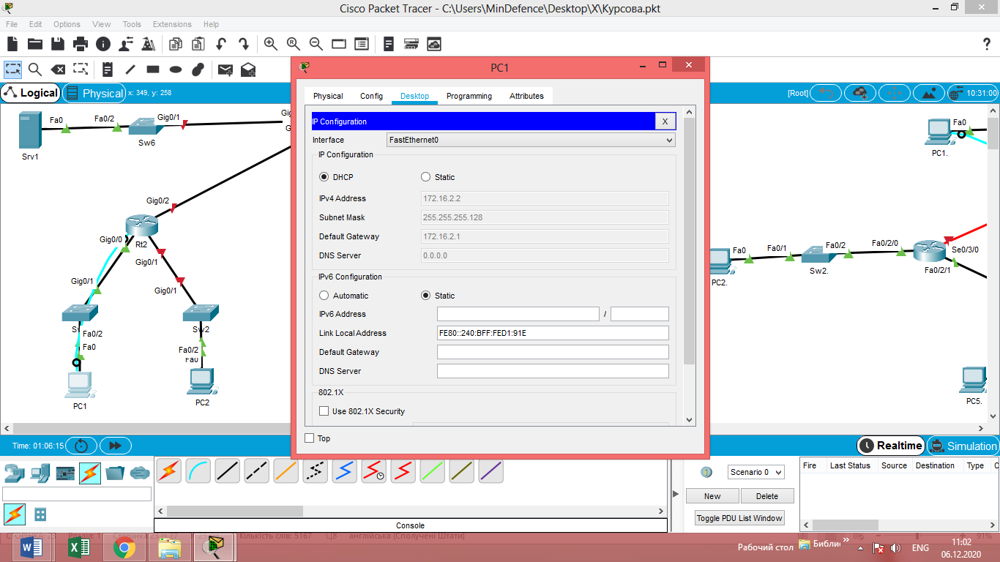 Cisco Packet Tracer - C:\Users\MinDefence\Desktop\X\Курсова.pkt
File Edit Options View Tools Extensions Help
Logical Physical x: 349, y: 258 [Root] 10:31:00
PC1
Physical Config Desktop Programming Attributes
IP Configuration X
Interface FastEthernet0
IP Configuration
DHCP Static
IPv4 Address 172.16.2.2
Subnet Mask 255.255.255.128
Default Gateway 172.16.2.1
DNS Server 0.0.0.0
IPv6 Configuration
Automatic Static
IPv6 Address /
Link Local Address FE80::240:BFF:FED1:91E
Default Gateway
DNS Server
802.1X
Use 802.1X Security
Top
Fa0 Fa0/2 Gig0/1
Srv1 Sw6
Gig0/2
Gig0/0 Rt2
Gig0/1
Gig0/1 Gig0/1
Sw2
Fa0/2
Fa0 Fa0/2
Fa0
PC1 PC2
Fa0
PC1.
Fa0 Fa0/1 Fa0/2 Fa0/2/0 Se0/3/0
PC2. Sw2. Fa0/2/1
PC5.
Time: 01:06:15 Realtime Simulation
Scenario 0
New Delete
Toggle PDU List Window
Fire Last Status Source Destination Type
Console
Кількість слів: 5167 англійська (Сполучені Штати) 91%
Рабочий стол Библи » ENG 11:02
06.12.2020